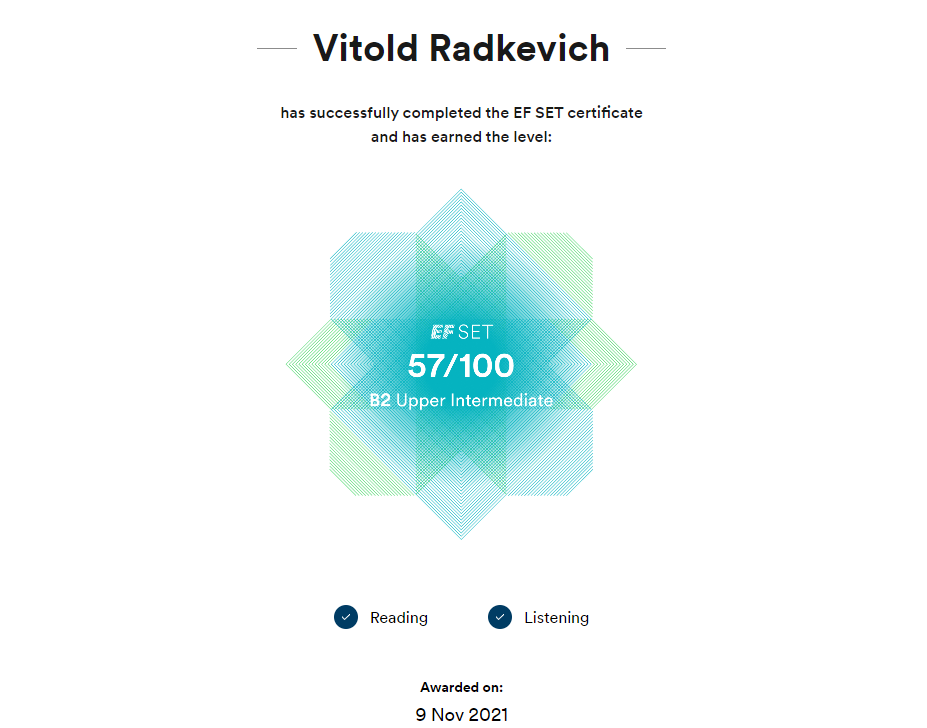 Vitold Radkevich
has successfully completed the EF SET certificate
and has earned the level:
EF SET
57/100
B2 Upper Intermediate
Reading
Listening
Awarded on:
9 Nov 2021